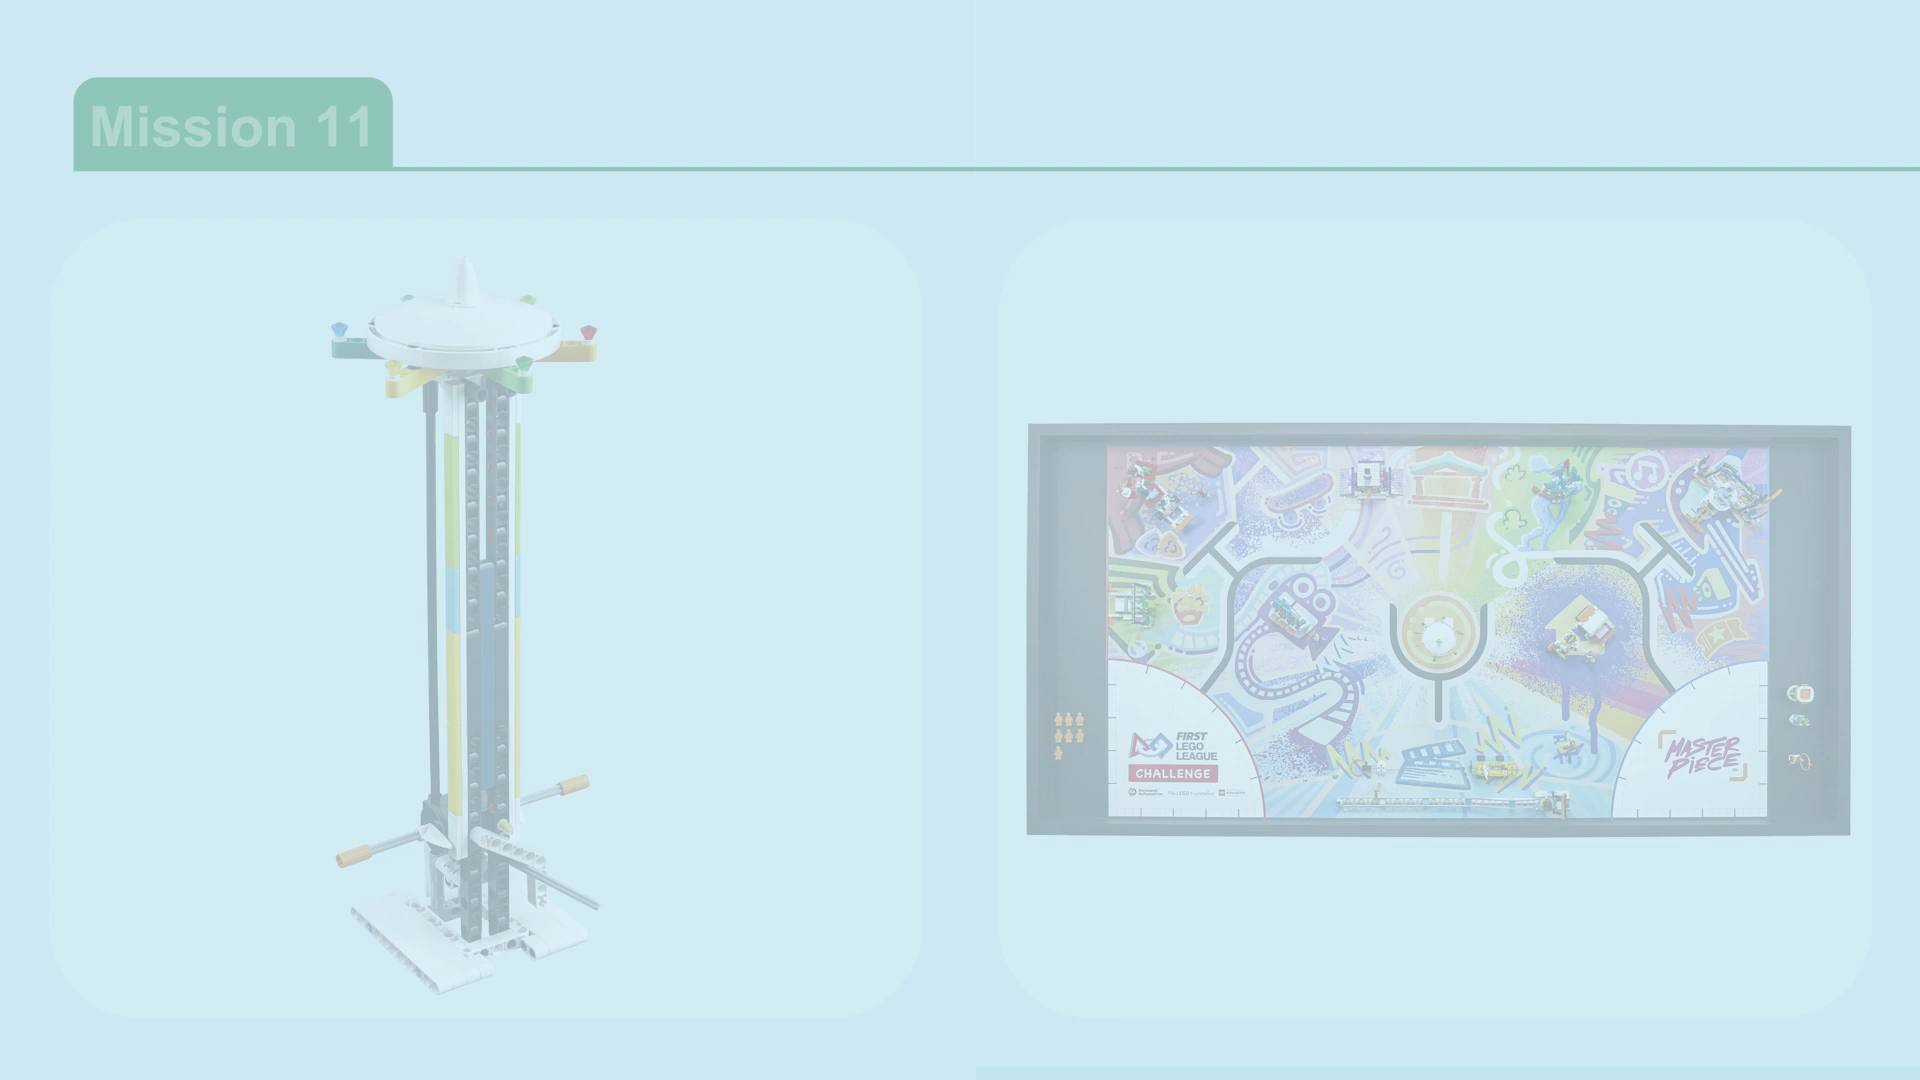 Mission 11
FIRST
LEGO
LEAGUE
CHALLENGE
MASTER
PIECE